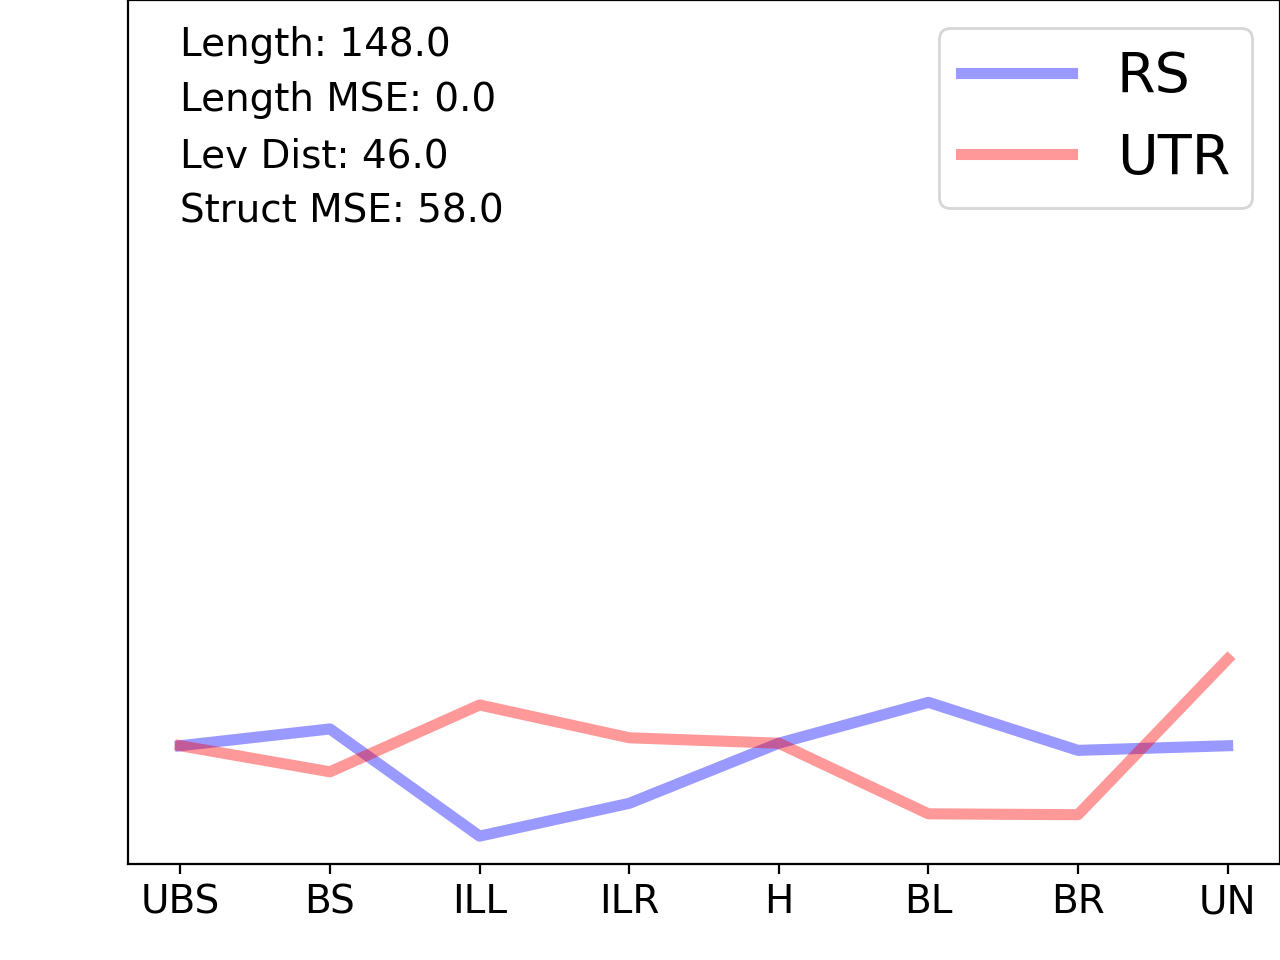 Length: 148.0
Length MSE: 0.0
Lev Dist: 46.0
Struct MSE: 58.0
RS
UTR
UBS BS ILL ILR H BL BR UN